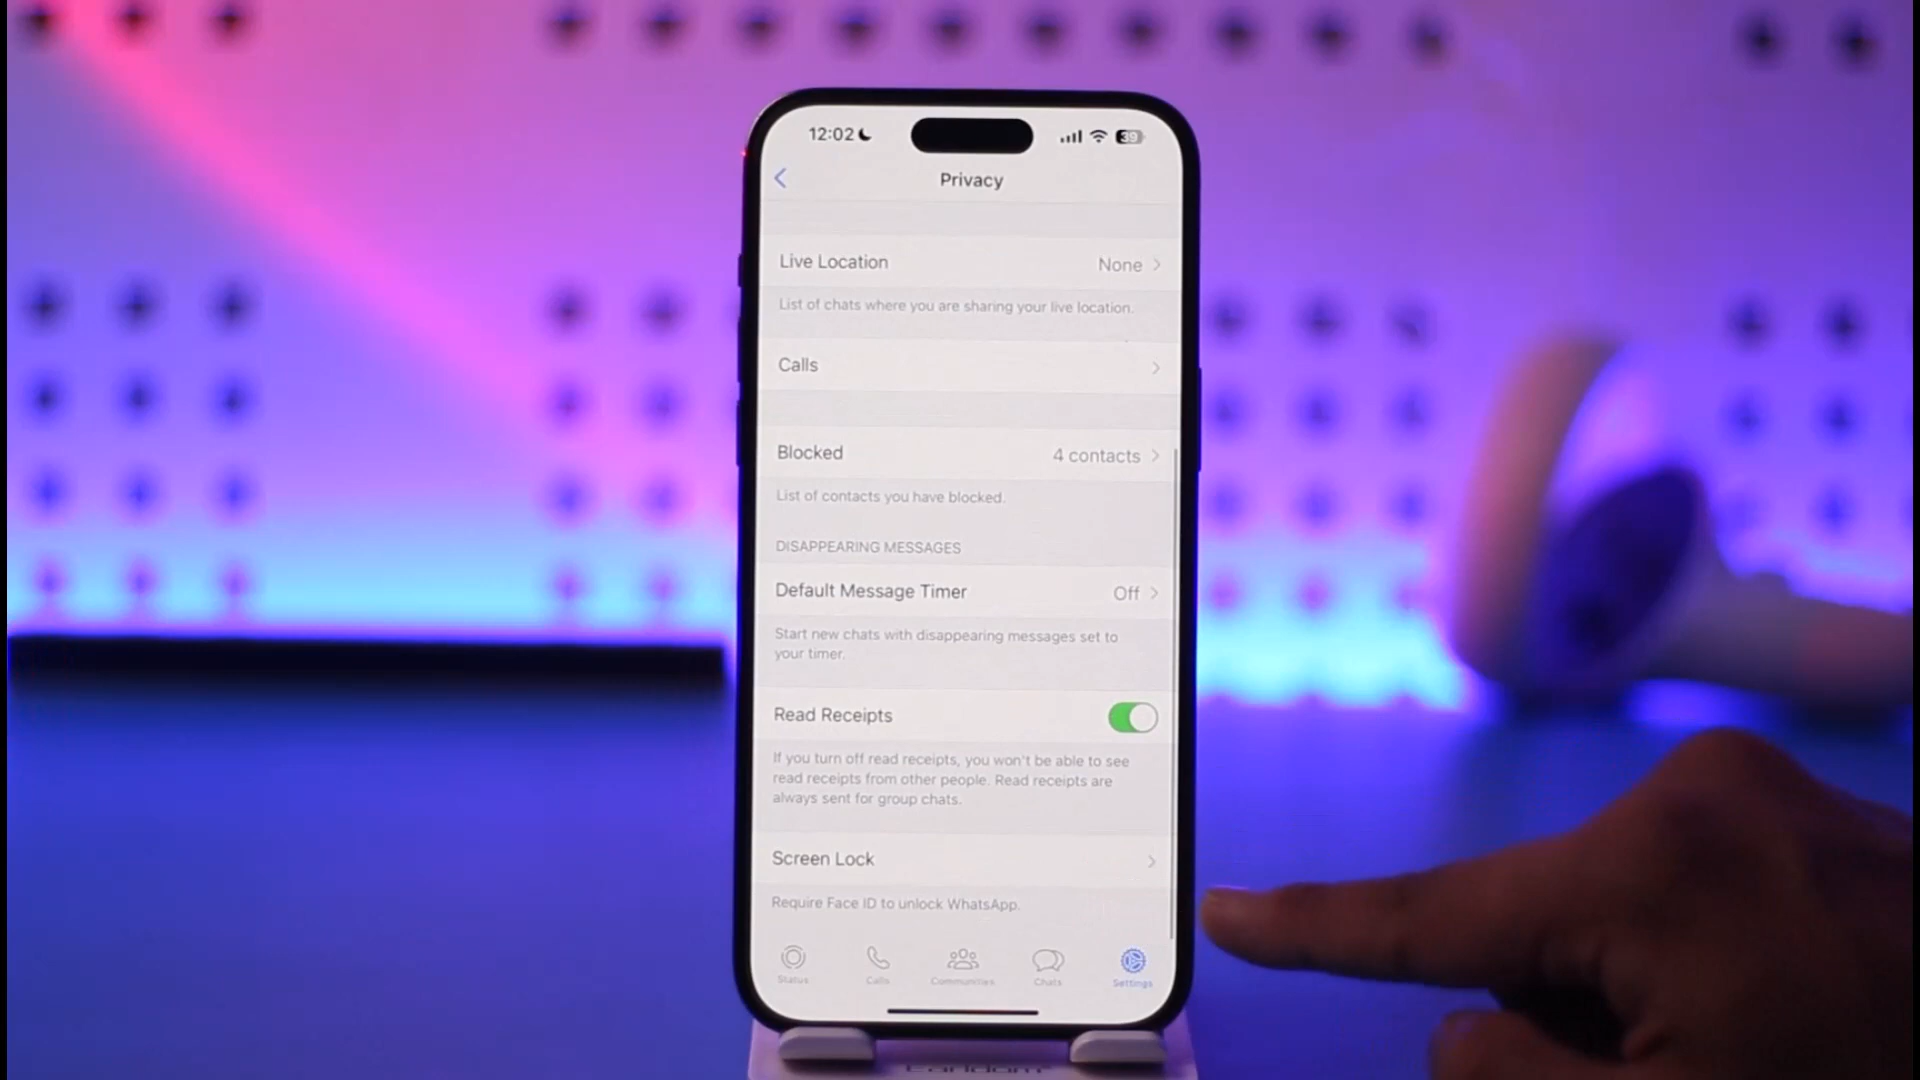 12:02
39
Privacy
Live Location
None
List of chats where you are sharing your live location.
Calls
Blocked
4 contacts
List of contacts you have blocked.
DISAPPEARING MESSAGES
Default Message Timer
Off
Start new chats with disappearing messages set to
your timer.
Read Receipts
If you turn off read receipts, you won't be able to see
read receipts from other people. Read receipts are
always sent for group chats.
Screen Lock
Require Face ID to unlock WhatsApp.
Status
Calls
Communities
Chats
Settings